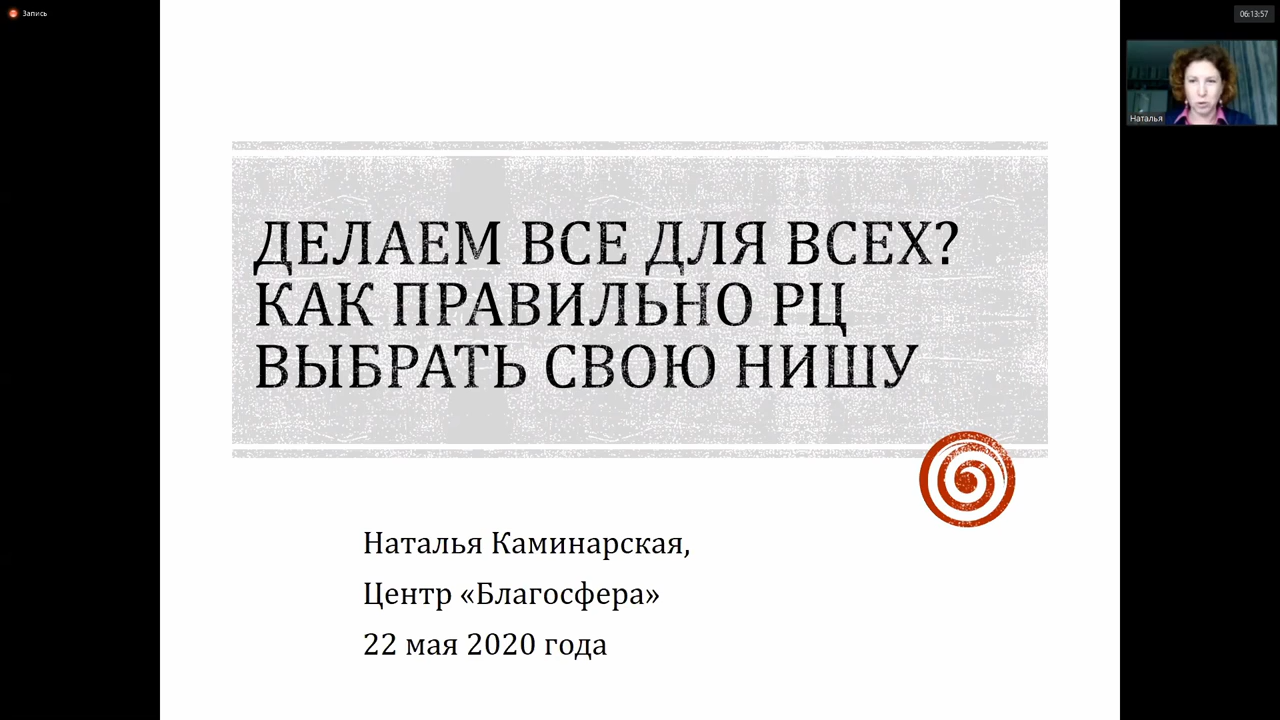 Запись
06:13:57
Наталья
ДЕЛАЕМ ВСЕ ДЛЯ ВСЕХ?
КАК ПРАВИЛЬНО РЦ
ВЫБРАТЬ СВОЮ НИШУ
Наталья Каминарская,
Центр «Благосфера»
22 мая 2020 года